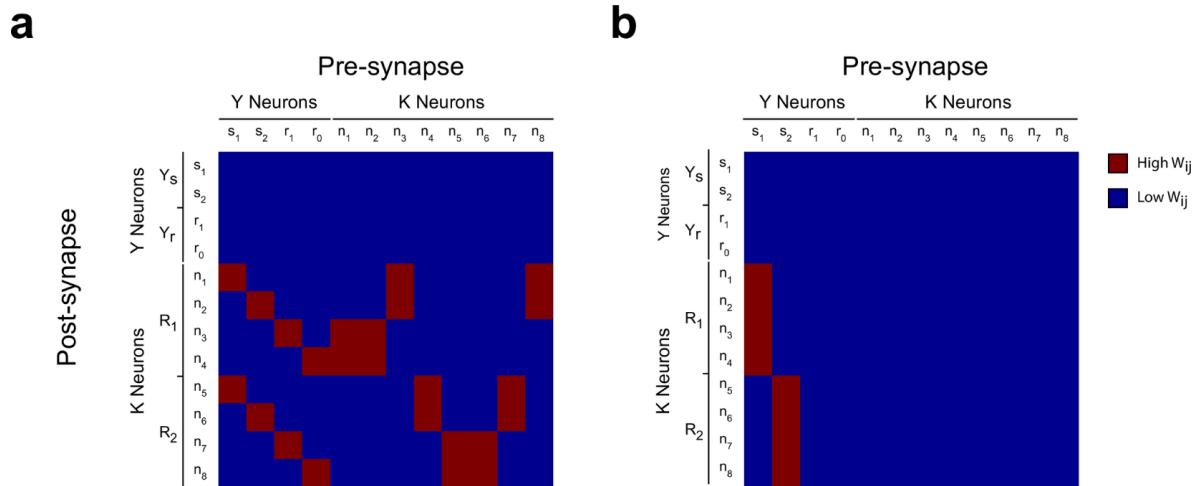 a
Pre-synapse
Y Neurons K Neurons
s1 s2 r1 r0 n1 n2 n3 n4 n5 n6 n7 n8
Post-synapse
Y Neurons
Ys
s1
s2
Yr
r1
r0
K Neurons
R1
n1
n2
n3
n4
R2
n5
n6
n7
n8
b
Pre-synapse
Y Neurons K Neurons
s1 s2 r1 r0 n1 n2 n3 n4 n5 n6 n7 n8
Y Neurons
Ys
s1
s2
Yr
r1
r0
K Neurons
R1
n1
n2
n3
n4
R2
n5
n6
n7
n8
High Wij
Low Wij